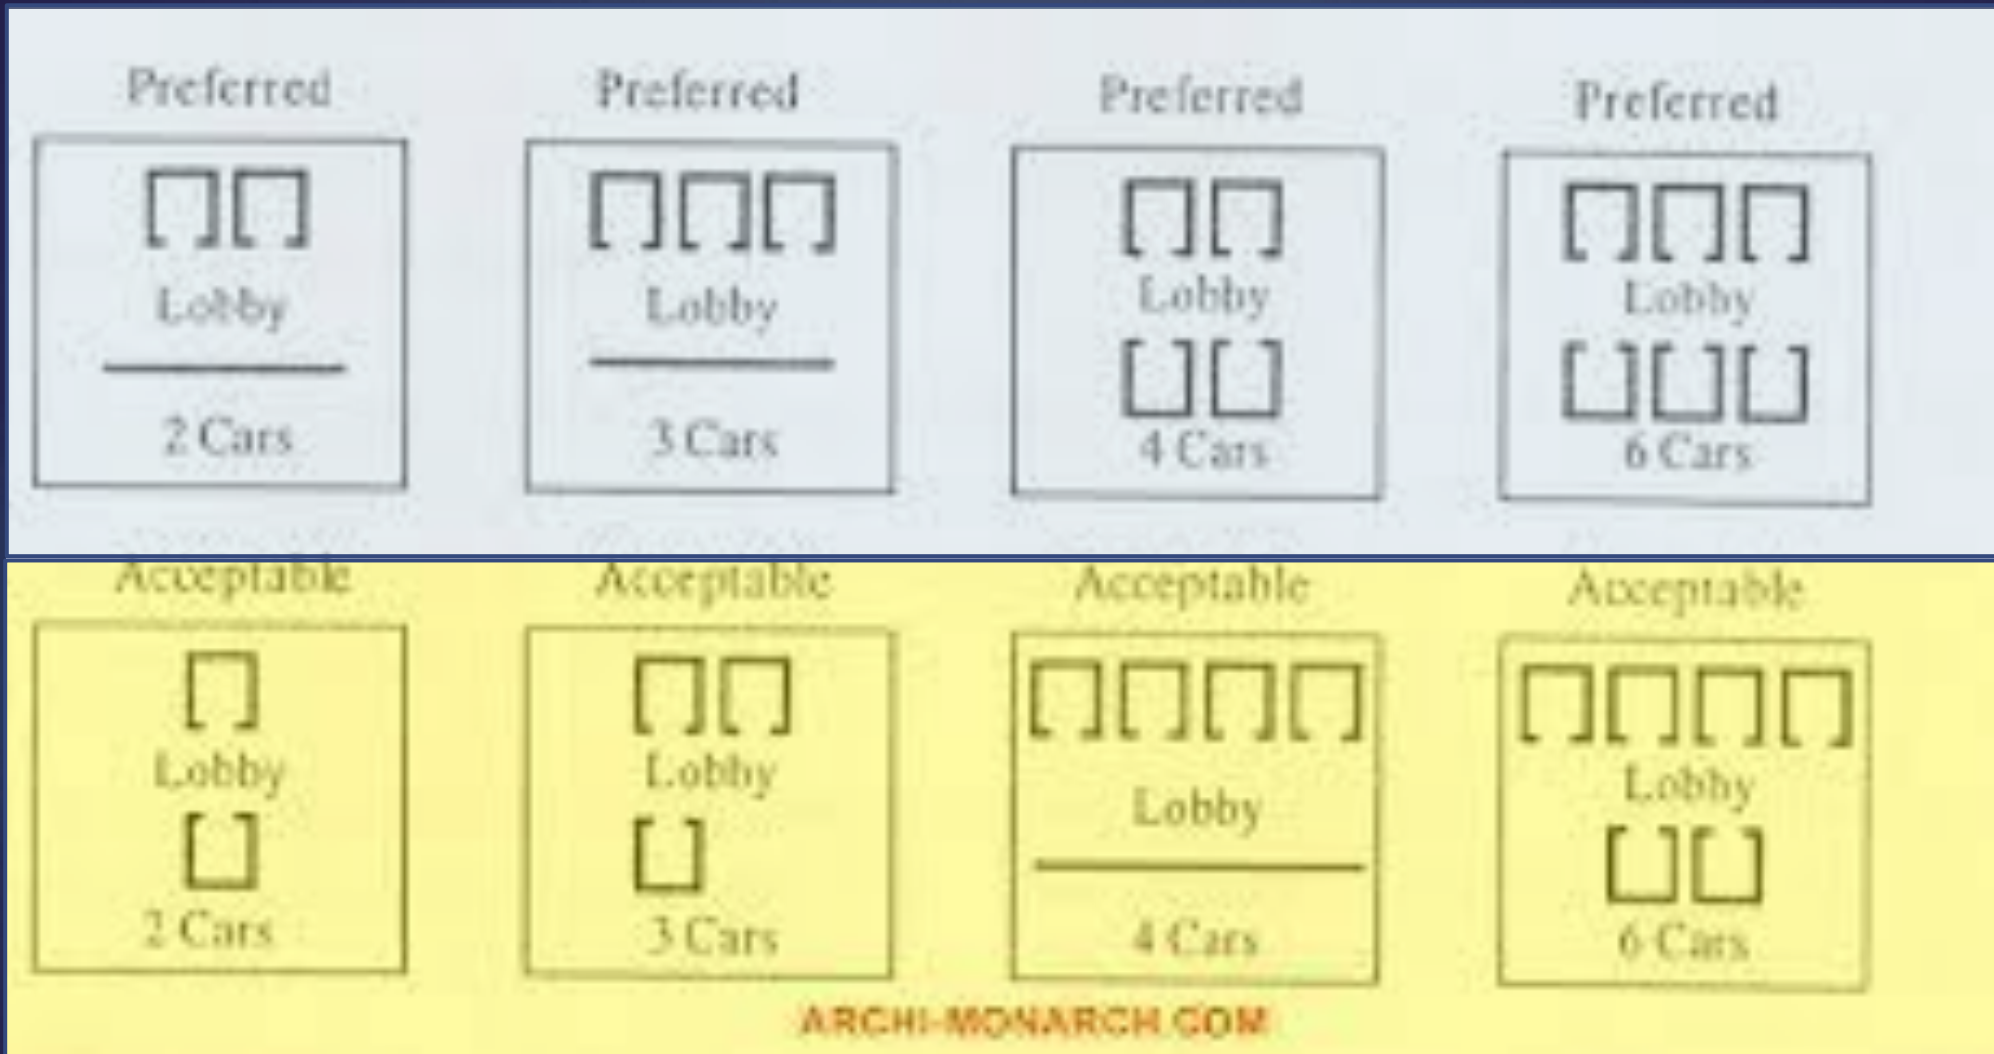 Preferred Preferred Preferred Preferred
Lobby Lobby Lobby Lobby
2 Cars 3 Cars 4 Cars 6 Cars
Acceptable Acceptable Acceptable Acceptable
Lobby Lobby Lobby Lobby
2 Cars 3 Cars 4 Cars 6 Cars
ARCHI-MONARCH.COM